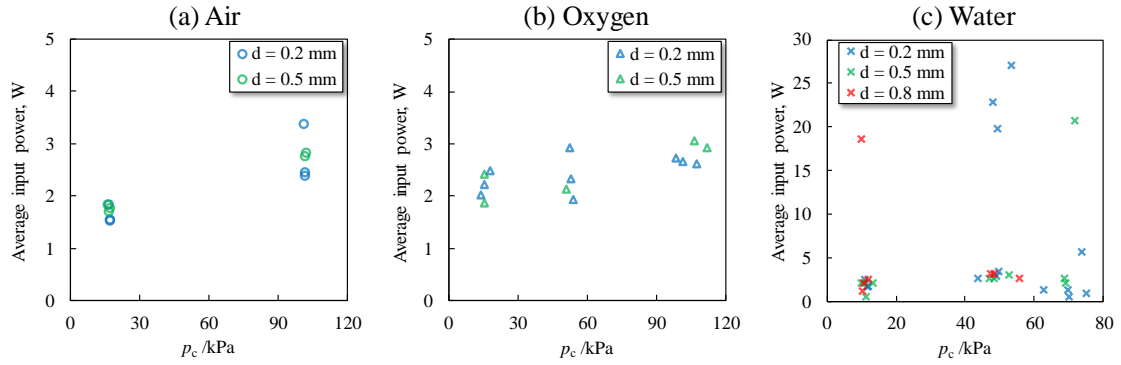 (a) Air
(b) Oxygen
(c) Water
5
4
3
2
1
0
Average input power, W
d = 0.2 mm
d = 0.5 mm
0 30 60 90 120
pc /kPa
5
4
3
2
1
0
Average input power, W
d = 0.2 mm
d = 0.5 mm
0 30 60 90 120
pc /kPa
30
25
20
15
10
5
0
Average input power, W
d = 0.2 mm
d = 0.5 mm
d = 0.8 mm
0 20 40 60 80
pc /kPa